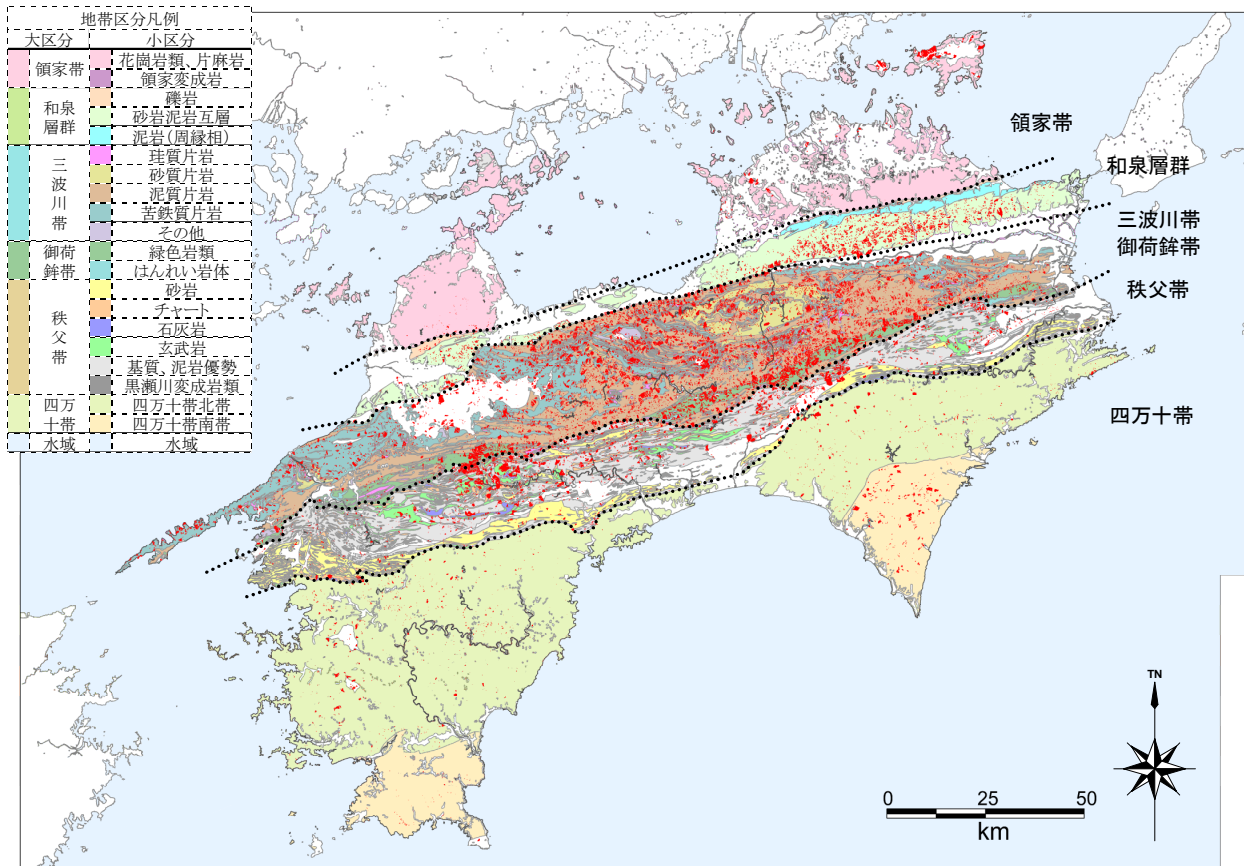 地帯区分凡例
大区分 小区分
領家帯 花崗岩類、片麻岩
領家変成岩
和泉層群 礫岩
砂岩泥岩互層
泥岩(周縁相)
三波川帯 珪質片岩
砂質片岩
泥質片岩
苦鉄質片岩
その他
御荷鉾帯 緑色岩類
はんれい岩体
秩父帯 砂岩
チャート
石灰岩
玄武岩
基質、泥岩優勢
黒瀬川変成岩類
四万十帯 四万十帯北帯
四万十帯南帯
水域 水域
領家帯
和泉層群
三波川帯
御荷鉾帯
秩父帯
四万十帯
TN
0 25 50
km